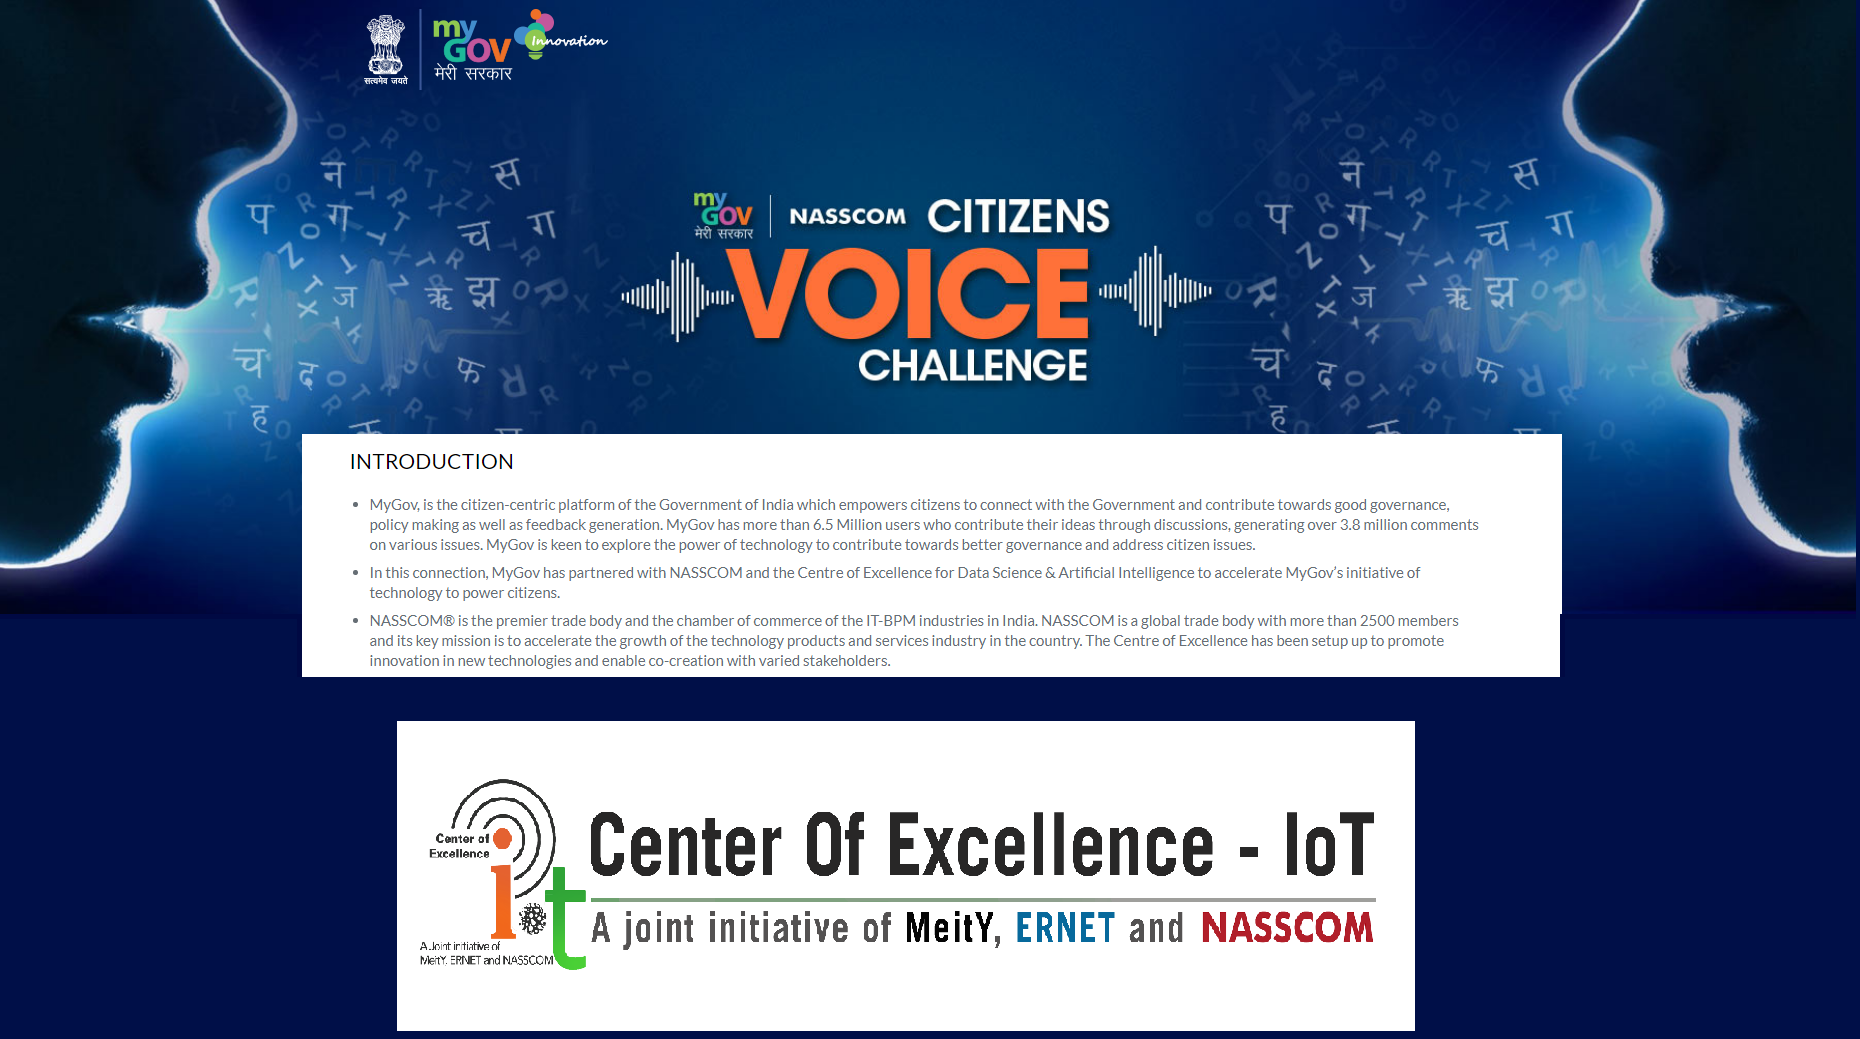 सत्यमेव जयते
my
GOV
मेरी सरकार
Innovation
my
GOV
मेरी सरकार
NASSCOM CITIZENS
VOICE
CHALLENGE
न
स
प
ग
च
ग
ज
ऋ
झ
च
द
फ
ह
न
स
प
ग
च
ग
ज
ऋ
झ
च
द
फ
ह
INTRODUCTION
• MyGov, is the citizen-centric platform of the Government of India which empowers citizens to connect with the Government and contribute towards good governance,
policy making as well as feedback generation. MyGov has more than 6.5 Million users who contribute their ideas through discussions, generating over 3.8 million comments
on various issues. MyGov is keen to explore the power of technology to contribute towards better governance and address citizen issues.
• In this connection, MyGov has partnered with NASSCOM and the Centre of Excellence for Data Science & Artificial Intelligence to accelerate MyGov’s initiative of
technology to power citizens.
• NASSCOM® is the premier trade body and the chamber of commerce of the IT-BPM industries in India. NASSCOM is a global trade body with more than 2500 members
and its key mission is to accelerate the growth of the technology products and services industry in the country. The Centre of Excellence has been setup up to promote
innovation in new technologies and enable co-creation with varied stakeholders.
Center of
Excellence
iot
A Joint initiative of
MeitY, ERNET and NASSCOM
Center Of Excellence - IoT
A joint initiative of MeitY, ERNET and NASSCOM